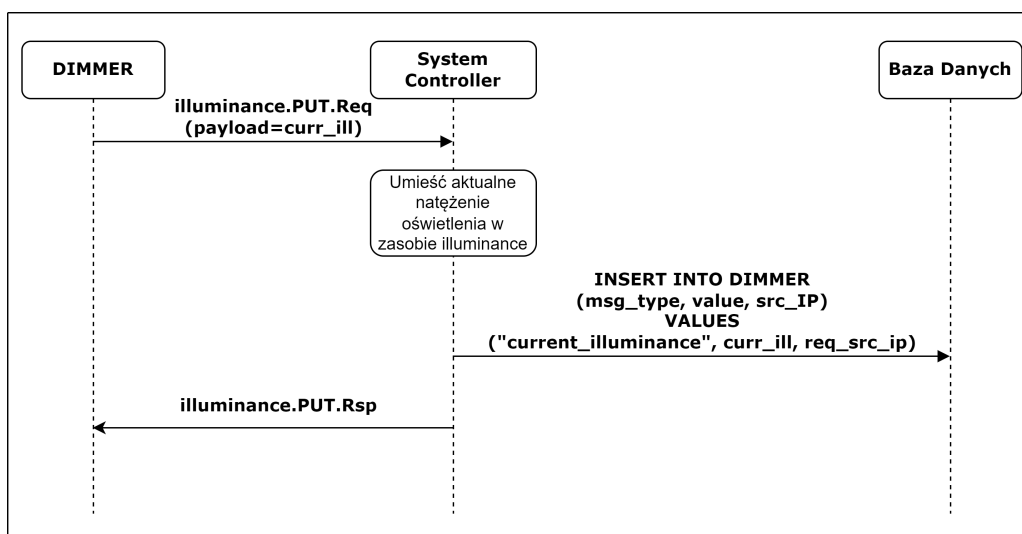 DIMMER
System
Controller
Baza Danych
illuminance.PUT.Req
(payload=curr_ill)
Umieść aktualne
natężenie
oświetlenia w
zasobie illuminance
INSERT INTO DIMMER
(msg_type, value, src_IP)
VALUES
("current_illuminance", curr_ill, req_src_ip)
illuminance.PUT.Rsp